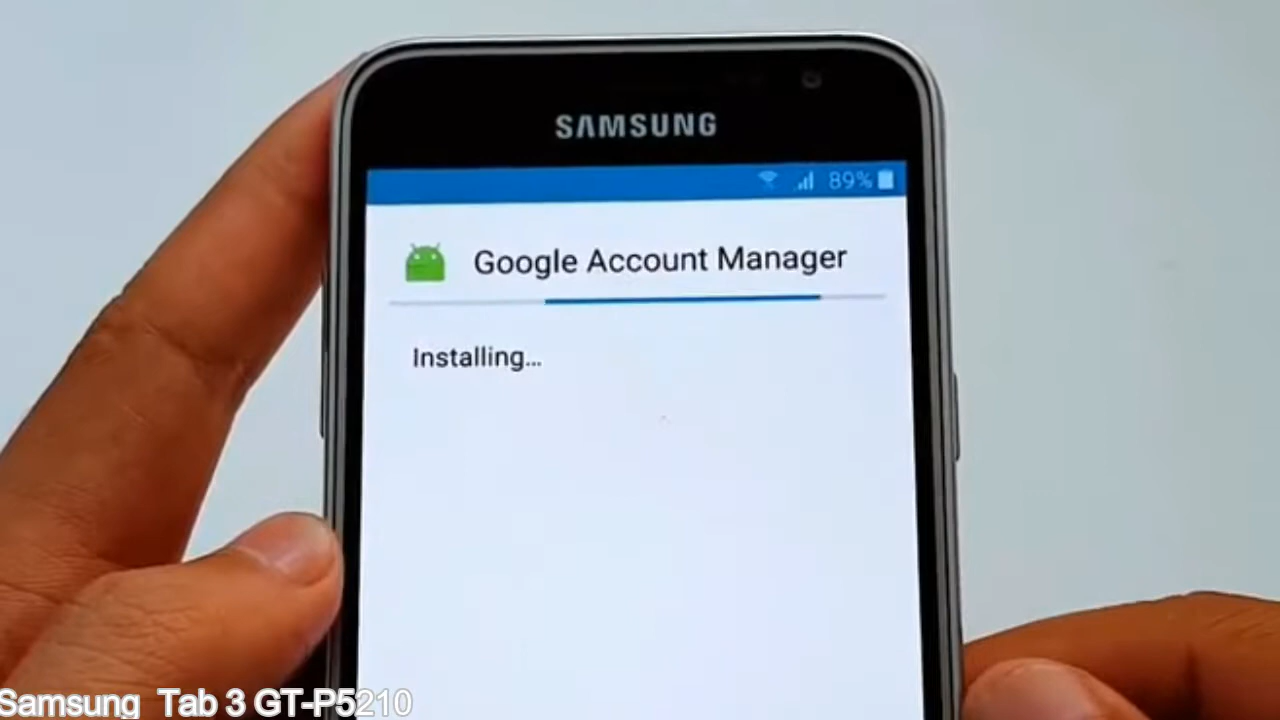 SAMSUNG
89%
Google Account Manager
Installing...
Samsung Tab 3 GT-P5210